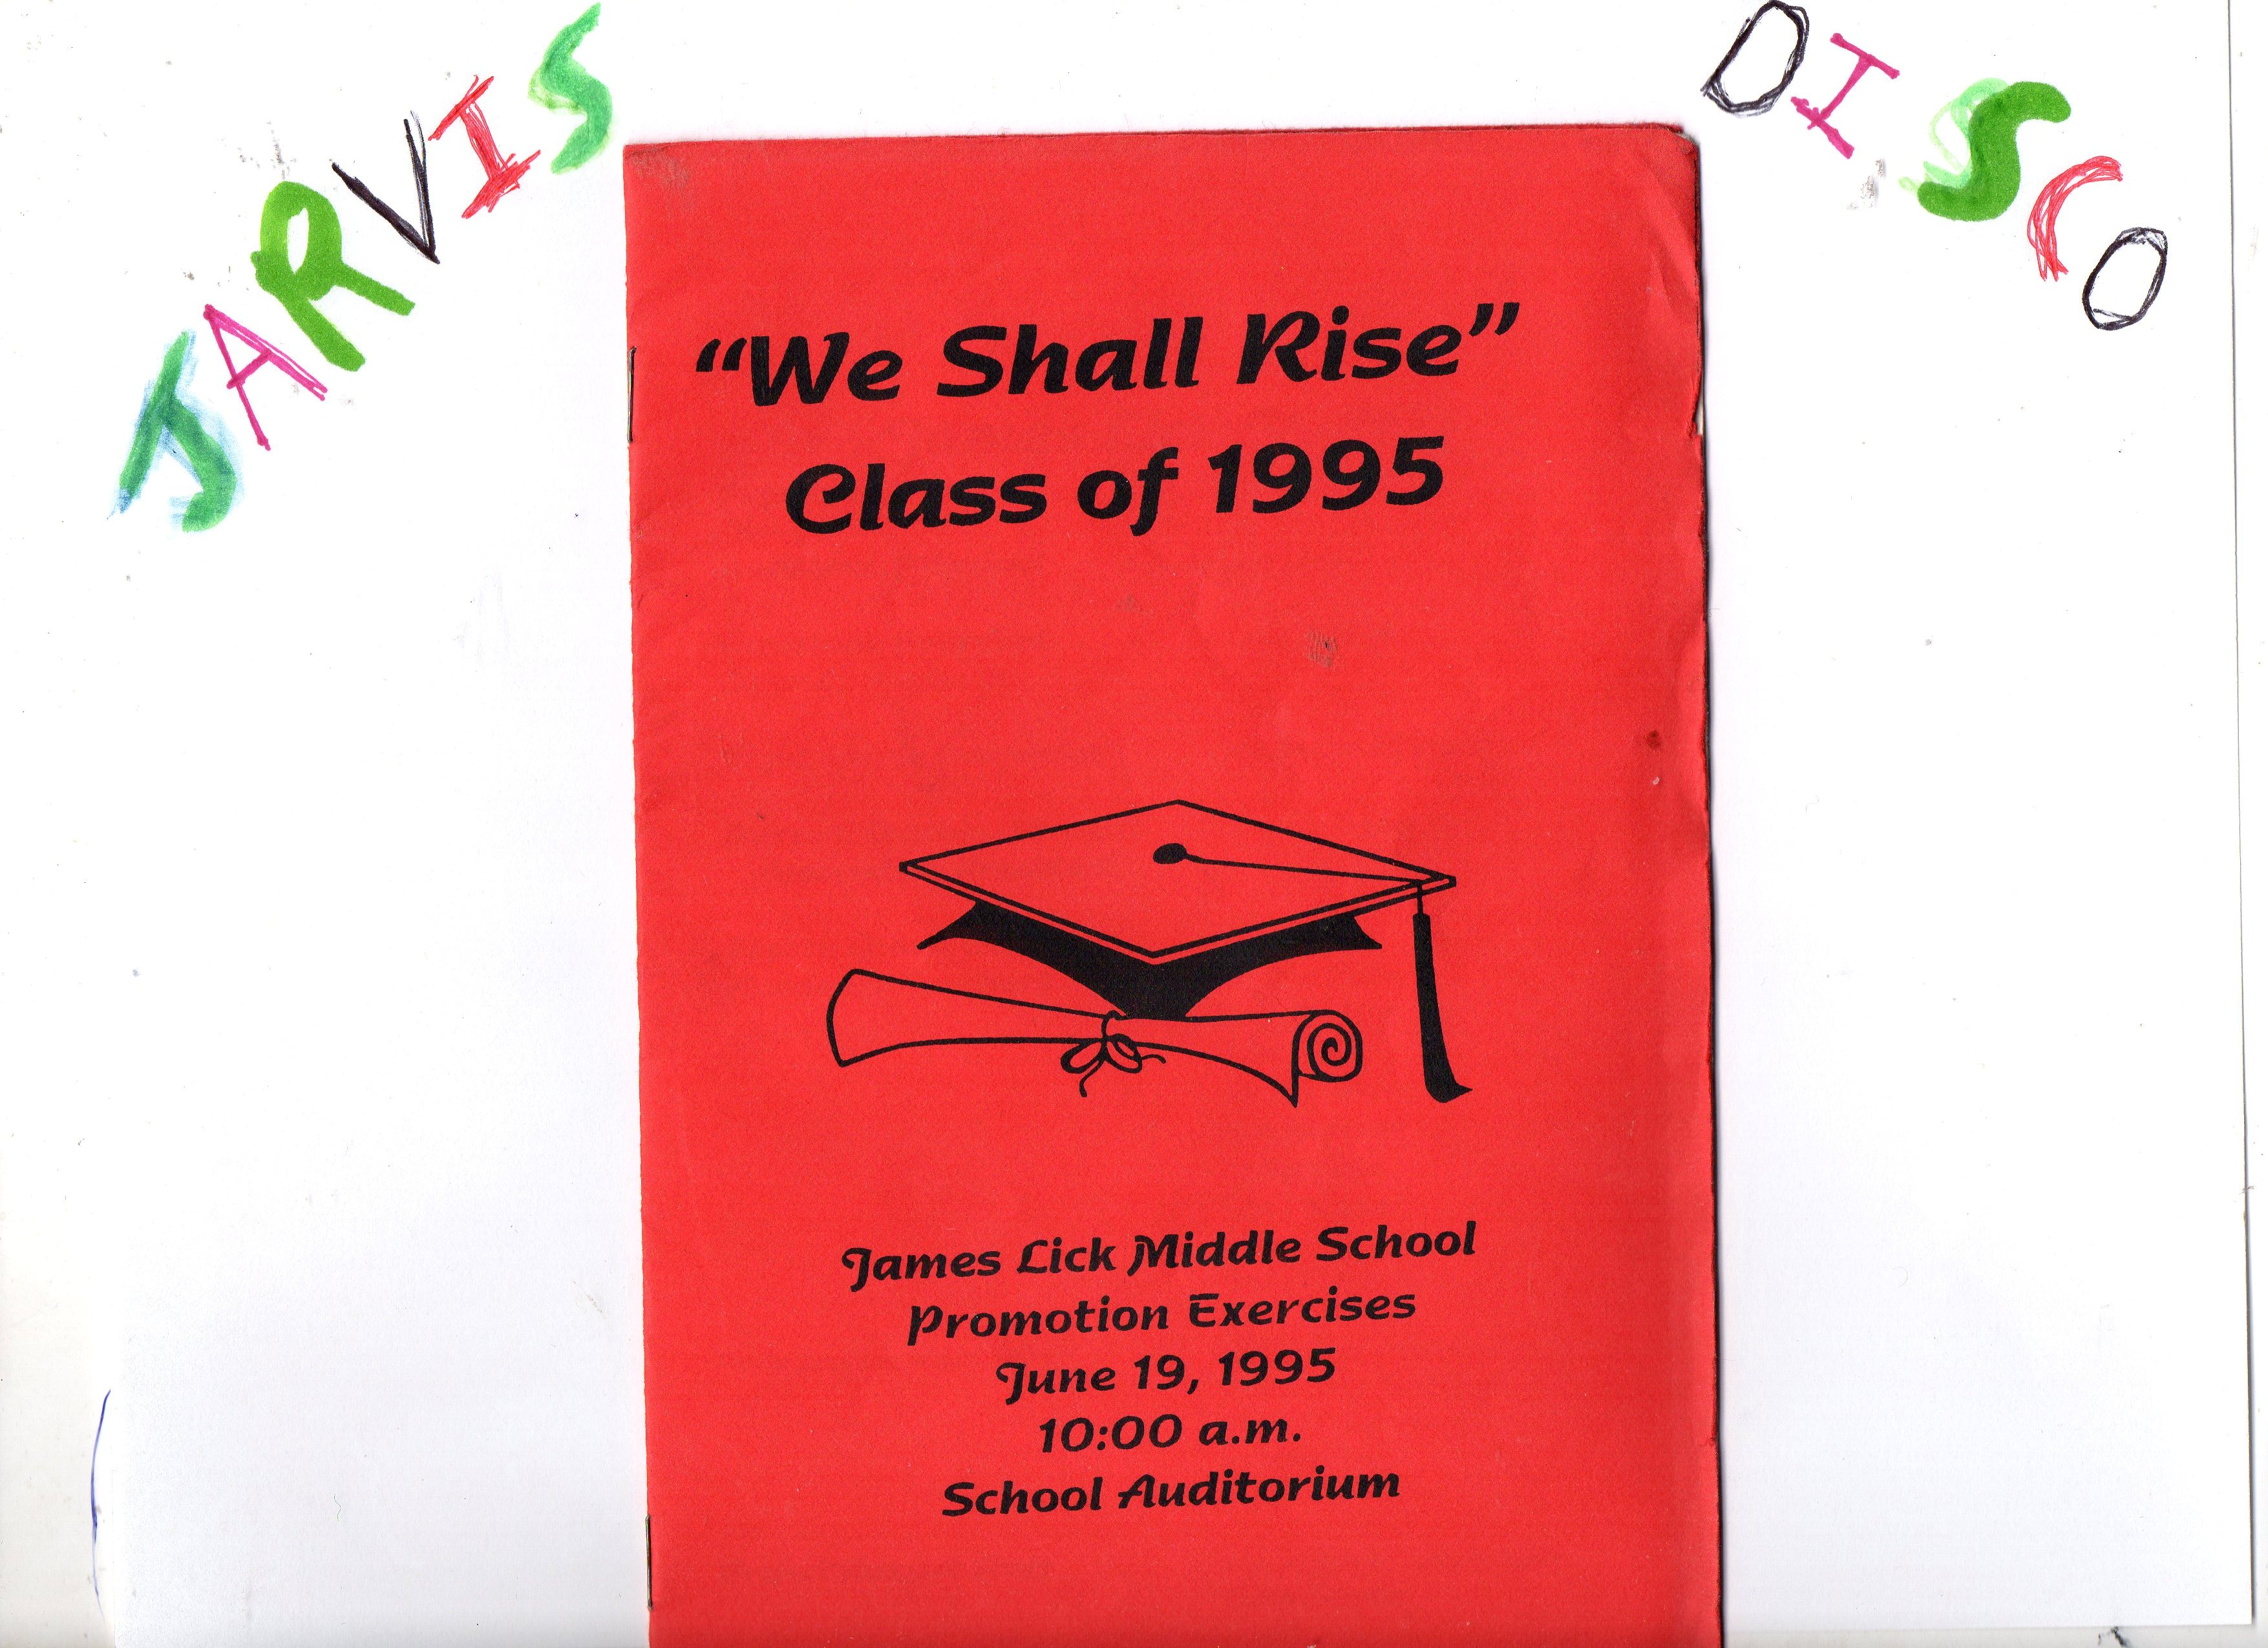 JARVIS
DISCO
“We Shall Rise”
Class of 1995
James Lick Middle School
Promotion Exercises
June 19, 1995
10:00 a.m.
School Auditorium